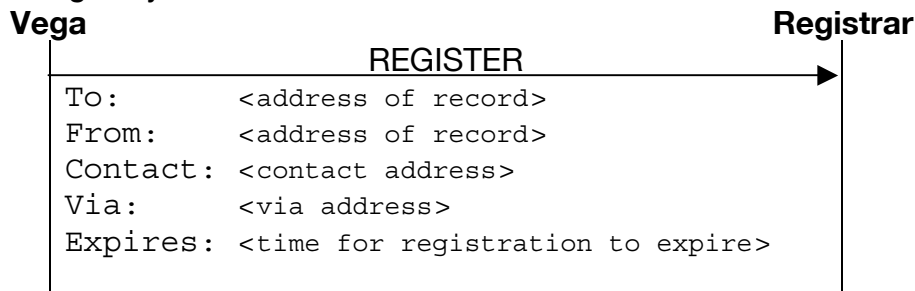 Vega Registrar
REGISTER
To: <address of record>
From: <address of record>
Contact: <contact address>
Via: <via address>
Expires: <time for registration to expire>